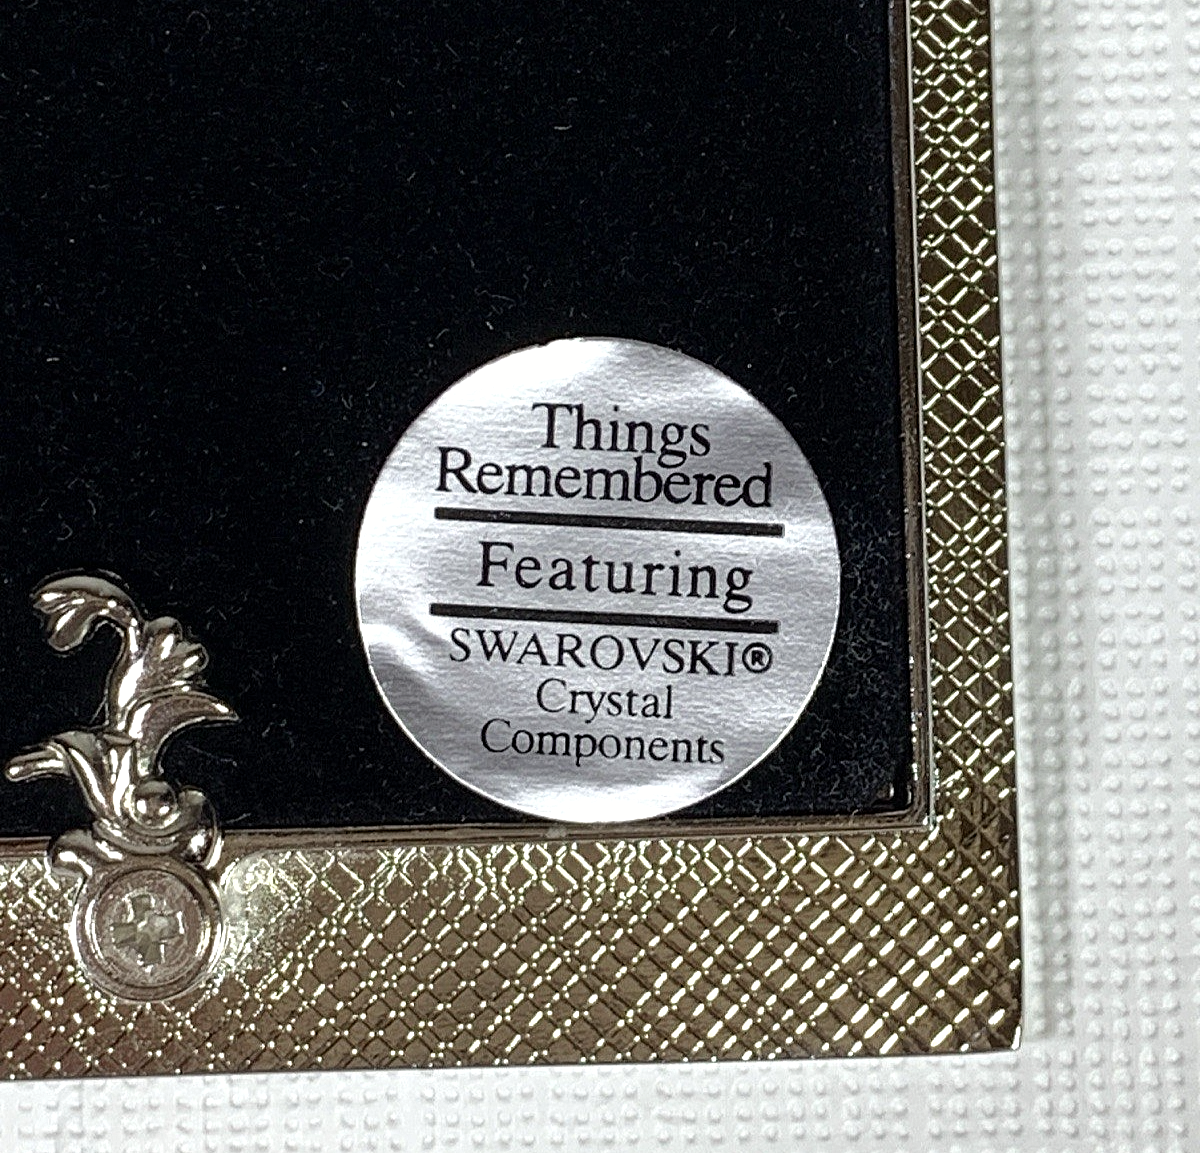 Things
Remembered
Featuring
SWAROVSKI®
Crystal
Components